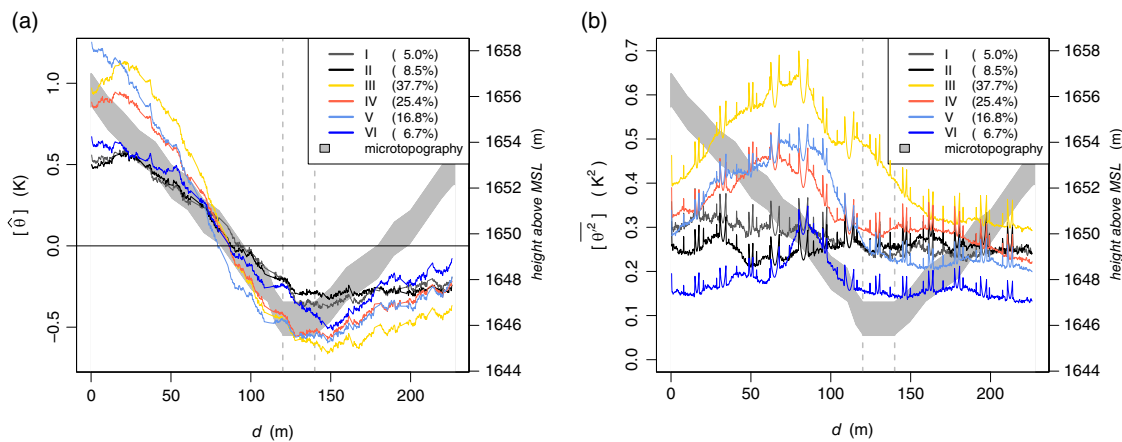 (a)
I ( 5.0%)
II ( 8.5%)
III (37.7%)
IV (25.4%)
V (16.8%)
VI ( 6.7%)
microtopography
1.0
0.5
0.0
−0.5
[ θ̂ ] (K)
0 50 100 150 200
d (m)
1658
1656
1654
1652
1650
1648
1646
1644
height above MSL (m)
(b)
I ( 5.0%)
II ( 8.5%)
III (37.7%)
IV (25.4%)
V (16.8%)
VI ( 6.7%)
microtopography
0.7
0.6
0.5
0.4
0.3
0.2
0.1
0.0
[ θ'² ] (K²)
0 50 100 150 200
d (m)
1658
1656
1654
1652
1650
1648
1646
1644
height above MSL (m)